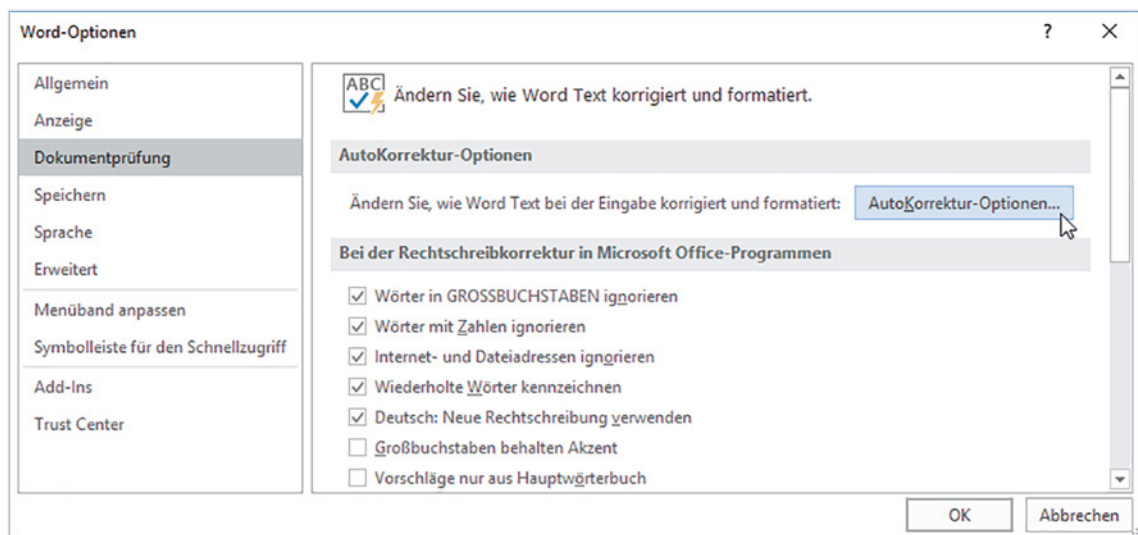 Word-Optionen
?
Allgemein
Anzeige
Dokumentprüfung
Speichern
Sprache
Erweitert
Menüband anpassen
Symbolleiste für den Schnellzugriff
Add-Ins
Trust Center
ABC
Ändern Sie, wie Word Text korrigiert und formatiert.
AutoKorrektur-Optionen
Ändern Sie, wie Word Text bei der Eingabe korrigiert und formatiert: AutoKorrektur-Optionen...
Bei der Rechtschreibkorrektur in Microsoft Office-Programmen
Wörter in GROSSBUCHSTABEN ignorieren
Wörter mit Zahlen ignorieren
Internet- und Dateiadressen ignorieren
Wiederholte Wörter kennzeichnen
Deutsch: Neue Rechtschreibung verwenden
Großbuchstaben behalten Akzent
Vorschläge nur aus Hauptwörterbuch
OK Abbrechen